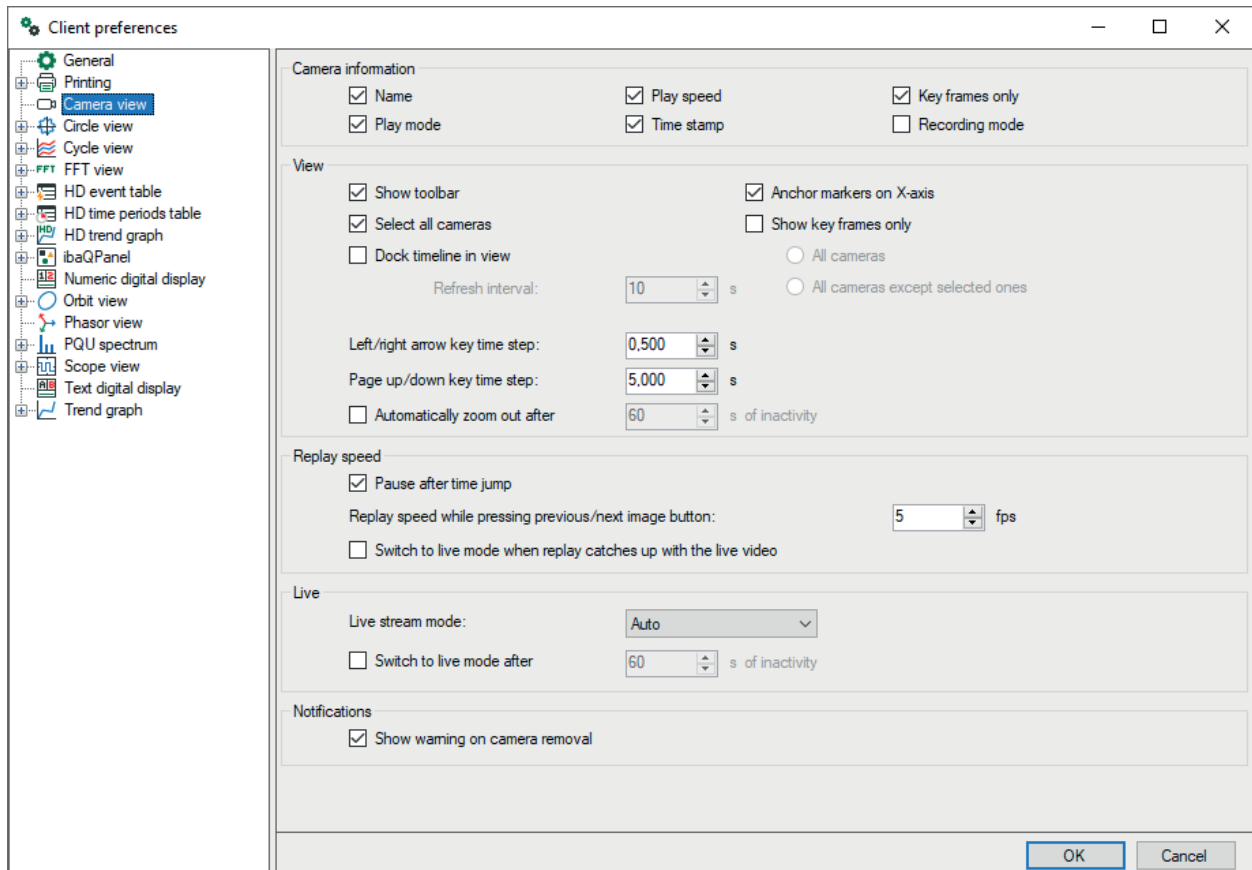 Client preferences
General
Printing
Camera view
Circle view
Cycle view
FFT FFT view
HD event table
HD time periods table
HD HD trend graph
ibaQPanel
12 Numeric digital display
Orbit view
Phasor view
PQU spectrum
Scope view
AB Text digital display
Trend graph
Camera information
Name Play speed Key frames only
Play mode Time stamp Recording mode
View
Show toolbar Anchor markers on X-axis
Select all cameras Show key frames only
Dock timeline in view All cameras
Refresh interval: 10 s All cameras except selected ones
Left/right arrow key time step: 0,500 s
Page up/down key time step: 5,000 s
Automatically zoom out after 60 s of inactivity
Replay speed
Pause after time jump
Replay speed while pressing previous/next image button: 5 fps
Switch to live mode when replay catches up with the live video
Live
Live stream mode: Auto
Switch to live mode after 60 s of inactivity
Notifications
Show warning on camera removal
OK Cancel